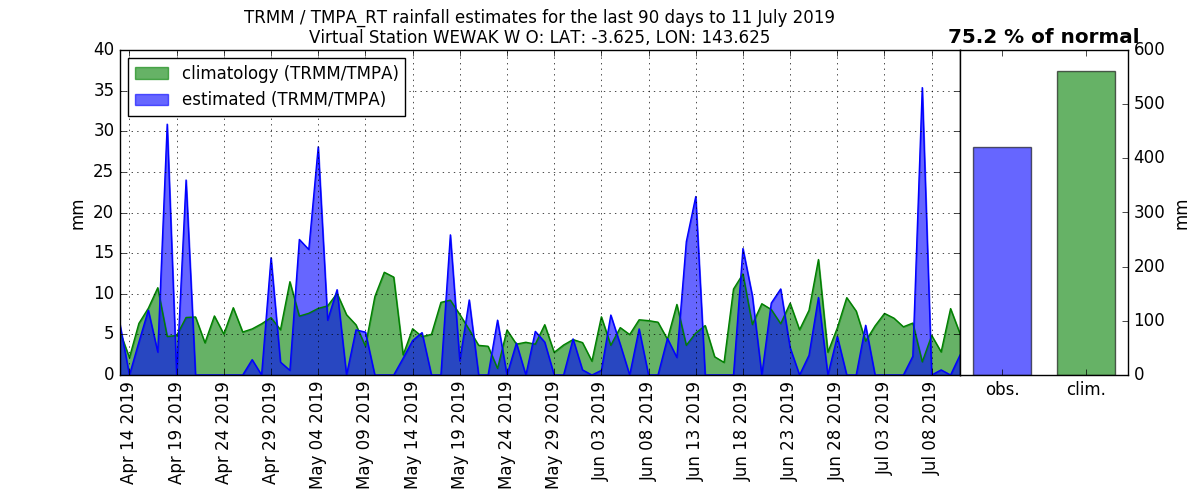 TRMM / TMPA_RT rainfall estimates for the last 90 days to 11 July 2019
Virtual Station WEWAK W O: LAT: -3.625, LON: 143.625
75.2 % of normal
climatology (TRMM/TMPA)
estimated (TRMM/TMPA)
mm
40
35
30
25
20
15
10
5
0
Apr 14 2019
Apr 19 2019
Apr 24 2019
Apr 29 2019
May 04 2019
May 09 2019
May 14 2019
May 19 2019
May 24 2019
May 29 2019
Jun 03 2019
Jun 08 2019
Jun 13 2019
Jun 18 2019
Jun 23 2019
Jun 28 2019
Jul 03 2019
Jul 08 2019
obs.
clim.
600
500
400
300
200
100
0
mm